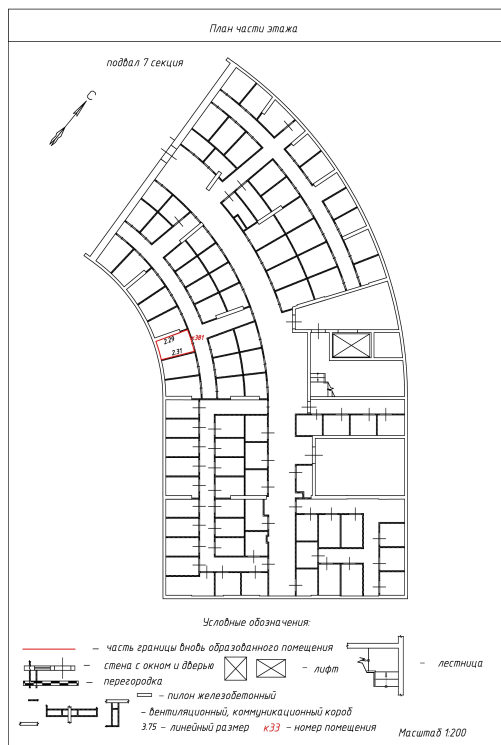 План части этажа
подвал 7 секция
С
2.29
к381
2.31
Условные обозначения:
– часть границы вновь образованного помещения
– стена с окном и дверью
– лифт
– лестница
– перегородка
– пилон железобетонный
– вентиляционный, коммуникационный короб
3.75 – линейный размер
к33 – номер помещения
Масштаб 1:200